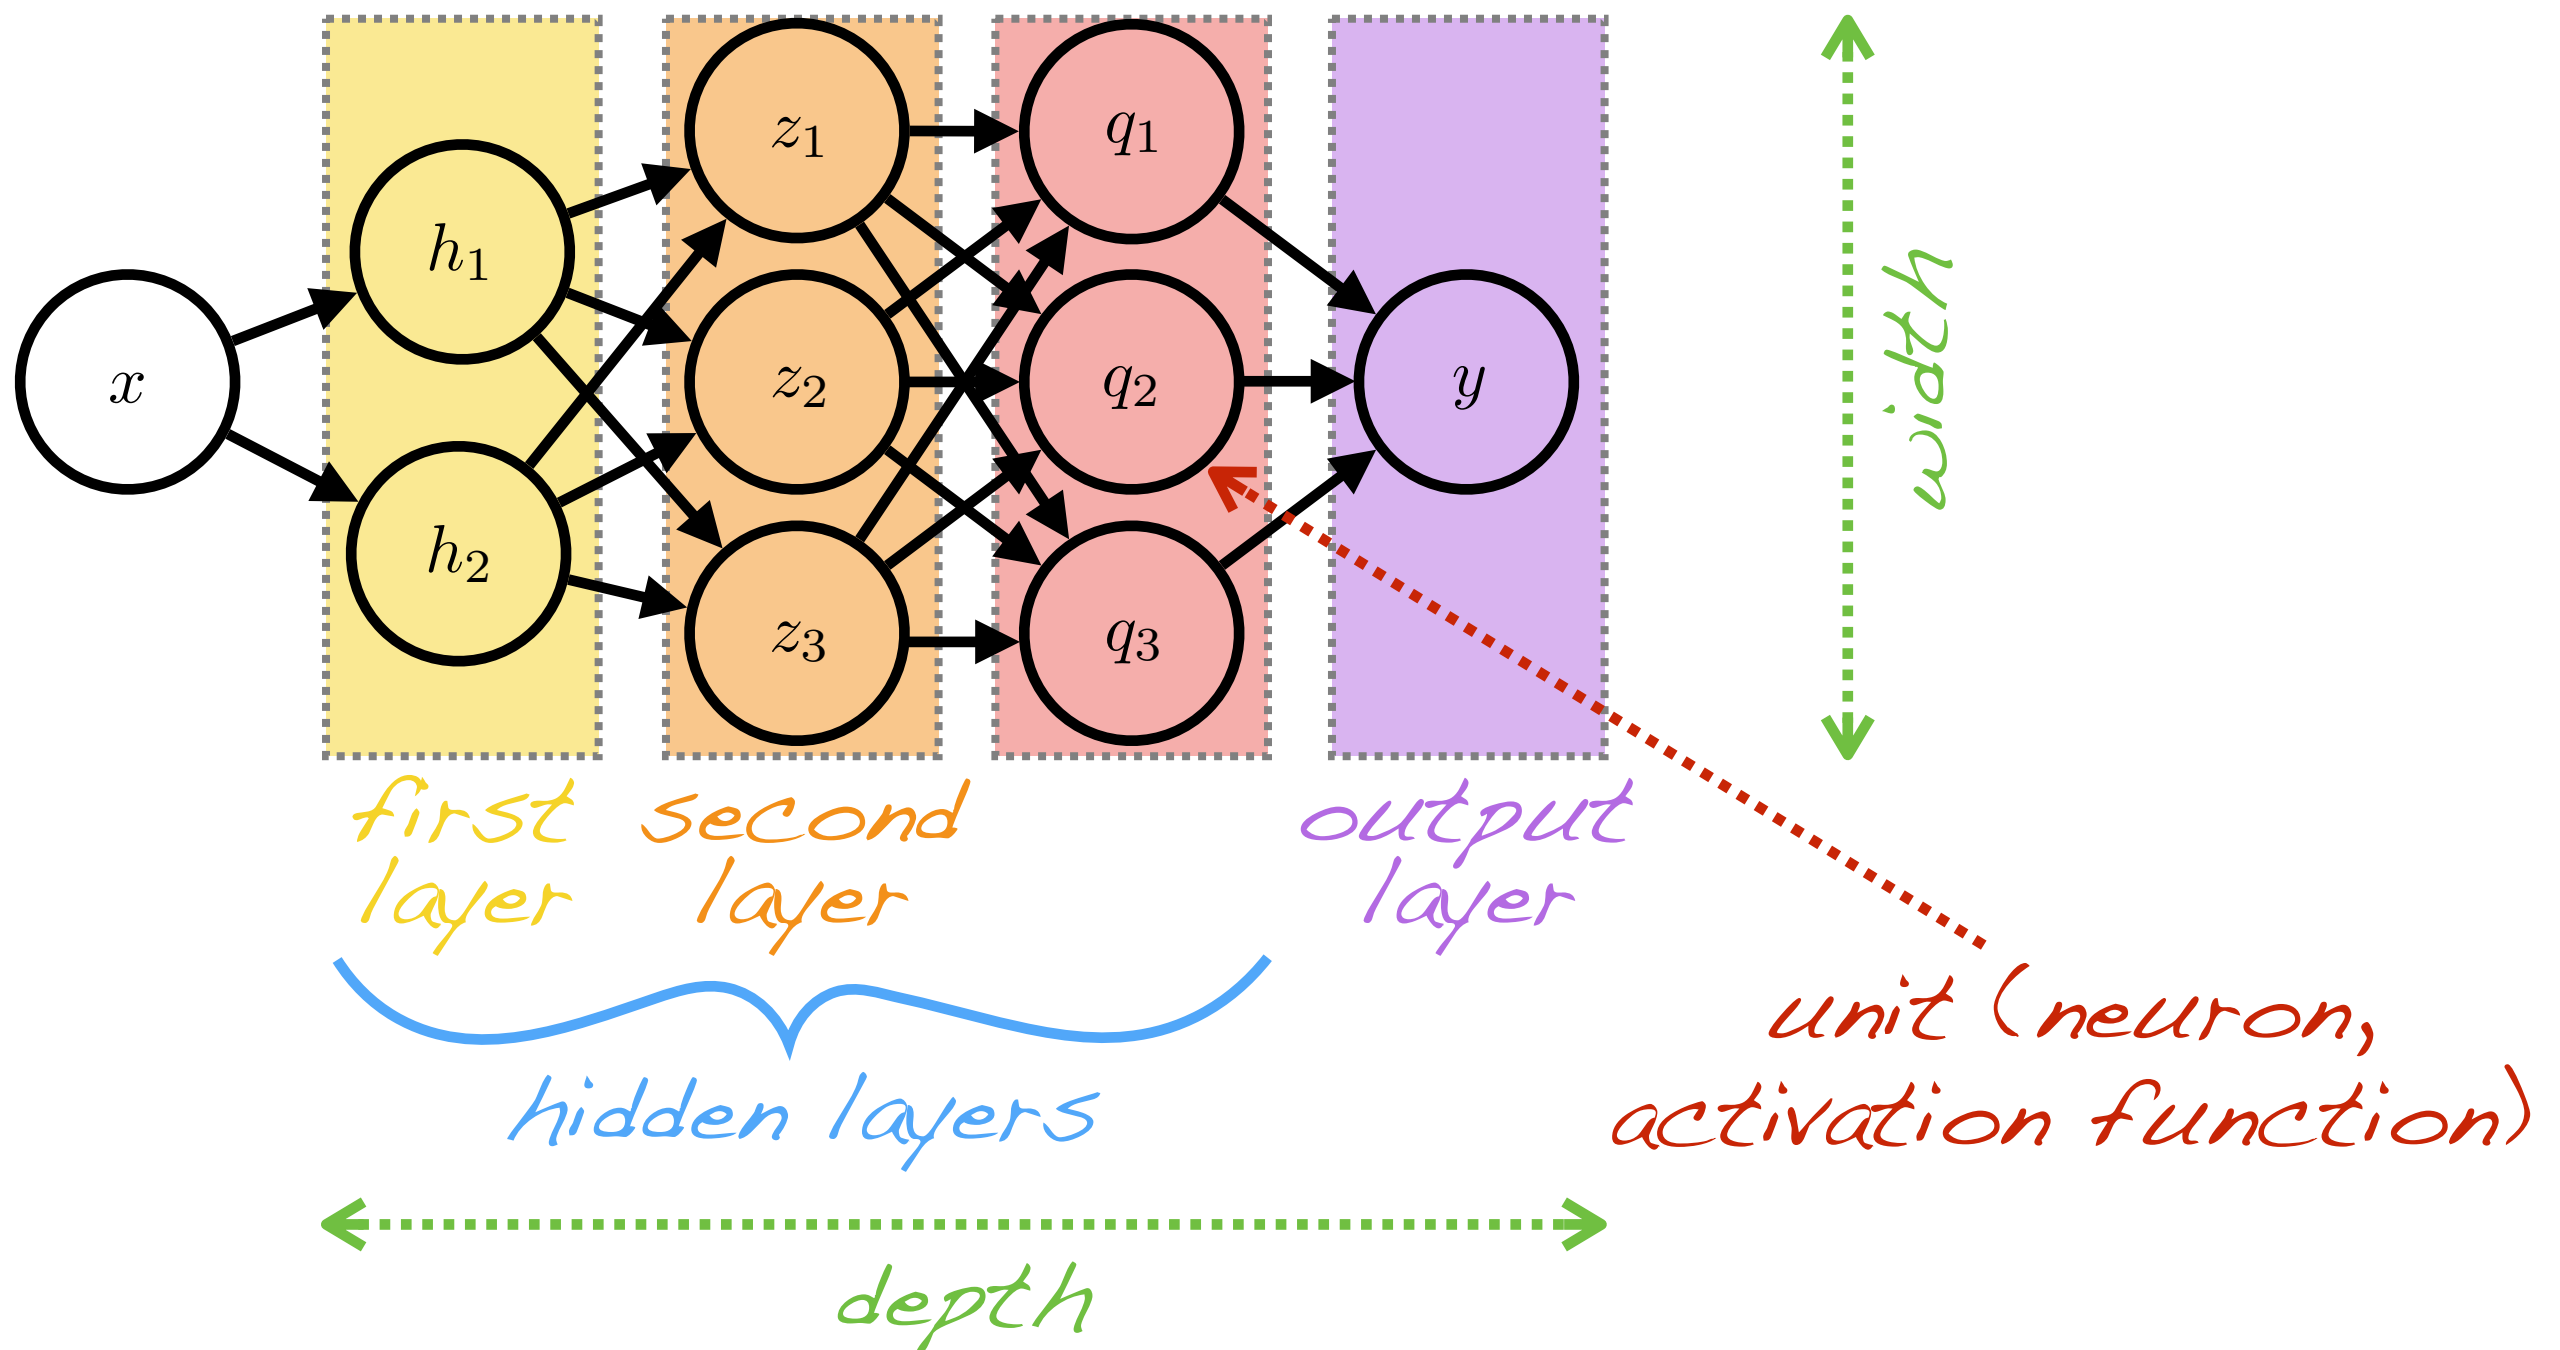 x
h₁
h₂
z₁
z₂
z₃
q₁
q₂
q₃
y
width
first
layer
second
layer
output
layer
hidden layers
unit (neuron,
activation function)
depth